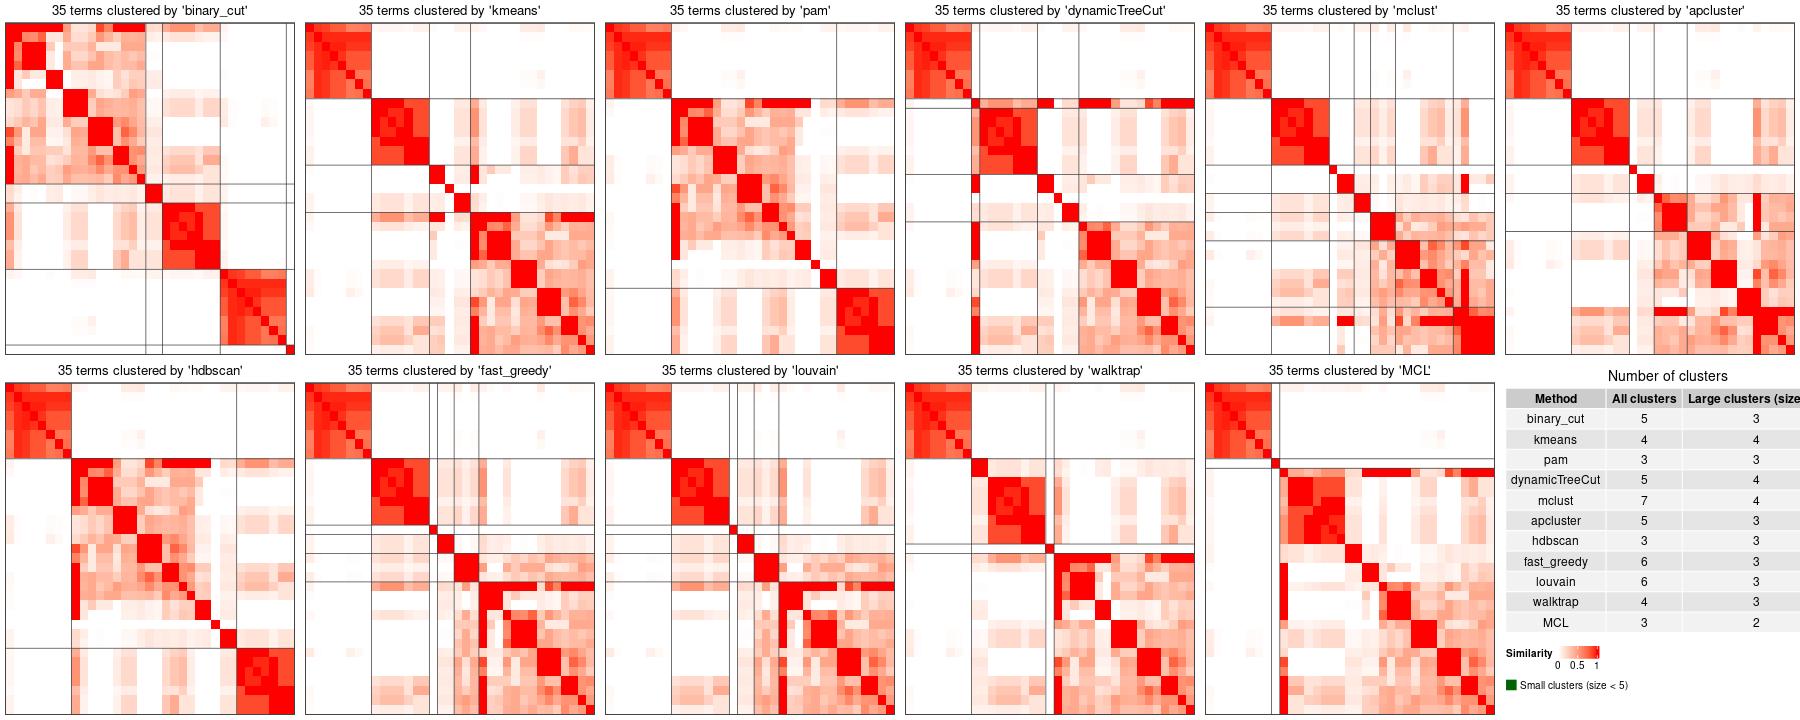 35 terms clustered by 'binary_cut'
35 terms clustered by 'kmeans'
35 terms clustered by 'pam'
35 terms clustered by 'dynamicTreeCut'
35 terms clustered by 'mclust'
35 terms clustered by 'apcluster'
35 terms clustered by 'hdbscan'
35 terms clustered by 'fast_greedy'
35 terms clustered by 'louvain'
35 terms clustered by 'walktrap'
35 terms clustered by 'MCL'
Number of clusters
Method All clusters Large clusters (size
binary_cut 5 3
kmeans 4 4
pam 3 3
dynamicTreeCut 5 4
mclust 7 4
apcluster 5 3
hdbscan 3 3
fast_greedy 6 3
louvain 6 3
walktrap 4 3
MCL 3 2
Similarity
0 0.5 1
Small clusters (size < 5)